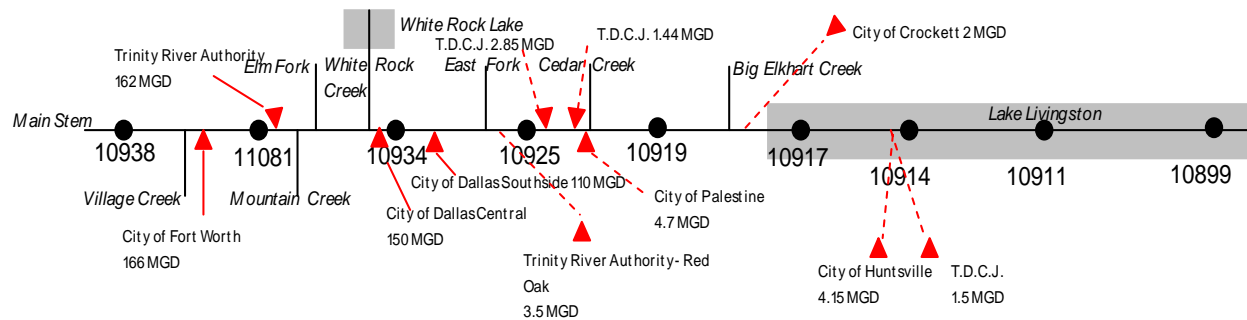 White Rock Lake
Trinity River Authority
162 MGD
T.D.C.J. 2.85 MGD
T.D.C.J. 1.44 MGD
City of Crockett 2 MGD
Elm Fork
White Rock
Creek
East Fork
Cedar Creek
Big Elkhart Creek
Main Stem
Lake Livingston
10938
11081
10934
10925
10919
10917
10914
10911
10899
Village Creek
Mountain Creek
City of Dallas Southside 110 MGD
City of Dallas Central
150 MGD
City of Palestine
4.7 MGD
City of Fort Worth
166 MGD
Trinity River Authority- Red
Oak
3.5 MGD
City of Huntsville
4.15 MGD
T.D.C.J.
1.5 MGD